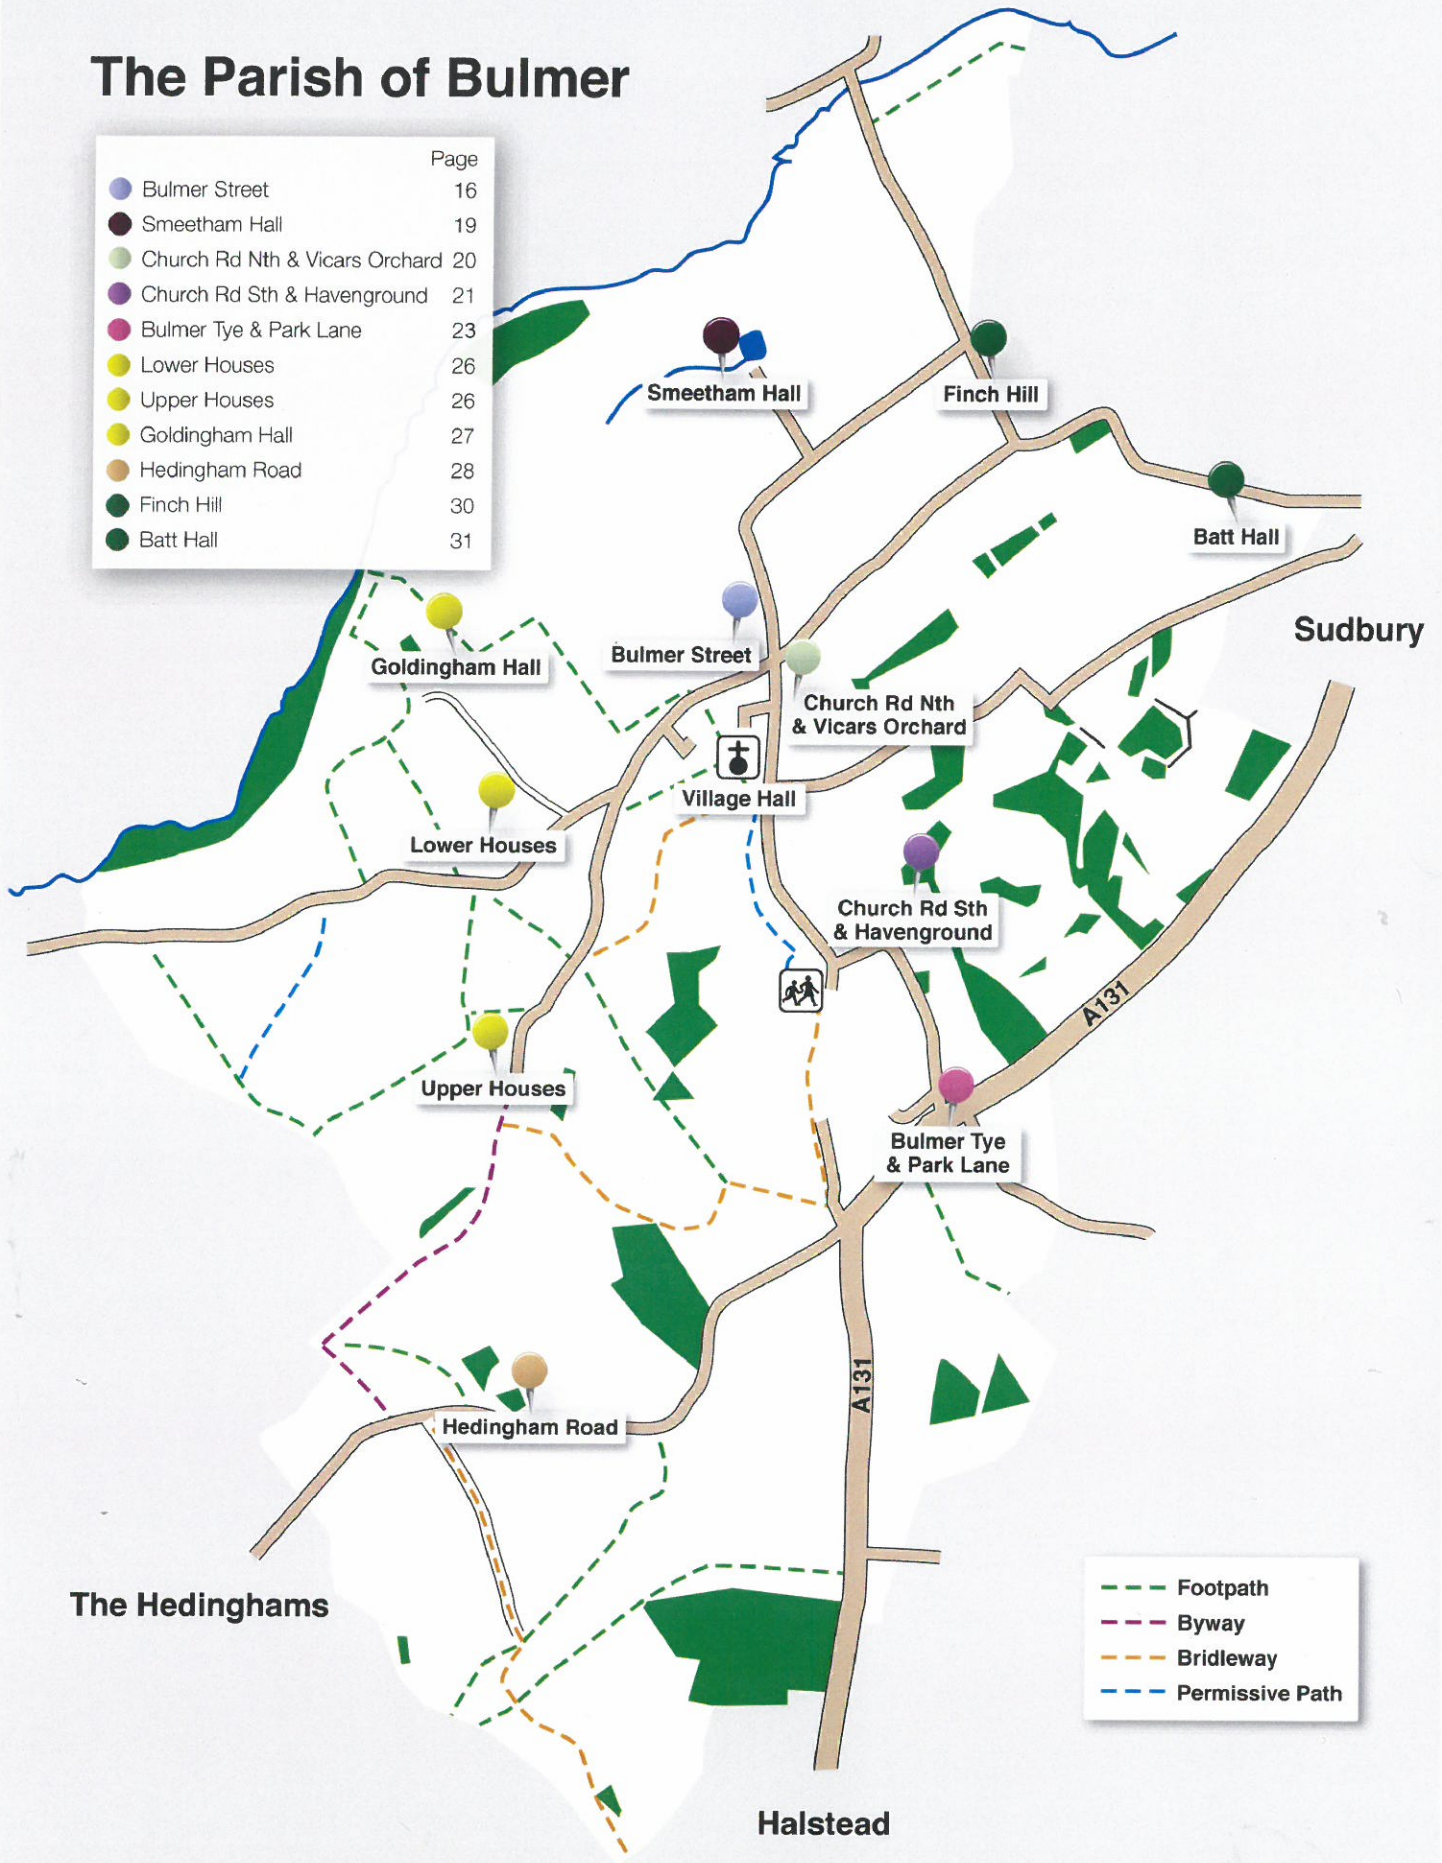 The Parish of Bulmer
Page
Bulmer Street 16
Smeetham Hall 19
Church Rd Nth & Vicars Orchard 20
Church Rd Sth & Havenground 21
Bulmer Tye & Park Lane 23
Lower Houses 26
Upper Houses 26
Goldingham Hall 27
Hedingham Road 28
Finch Hill 30
Batt Hall 31
Smeetham Hall
Finch Hill
Batt Hall
Sudbury
Bulmer Street
Goldingham Hall
Church Rd Nth
& Vicars Orchard
Village Hall
Lower Houses
Church Rd Sth
& Havenground
A131
Upper Houses
Bulmer Tye
& Park Lane
A131
Hedingham Road
The Hedinghams
Footpath
Byway
Bridleway
Permissive Path
Halstead